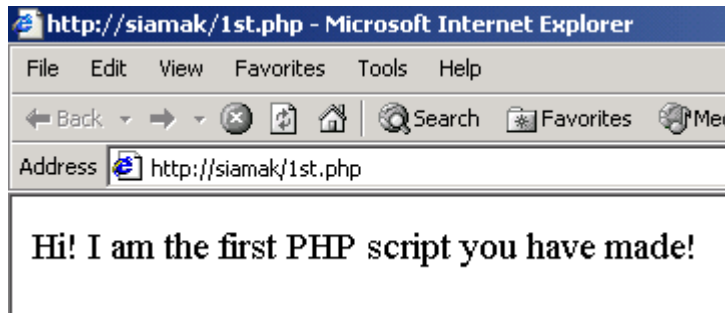 http://siamak/1st.php - Microsoft Internet Explorer
File Edit View Favorites Tools Help
Back Search Favorites
Address http://siamak/1st.php
Hi! I am the first PHP script you have made!